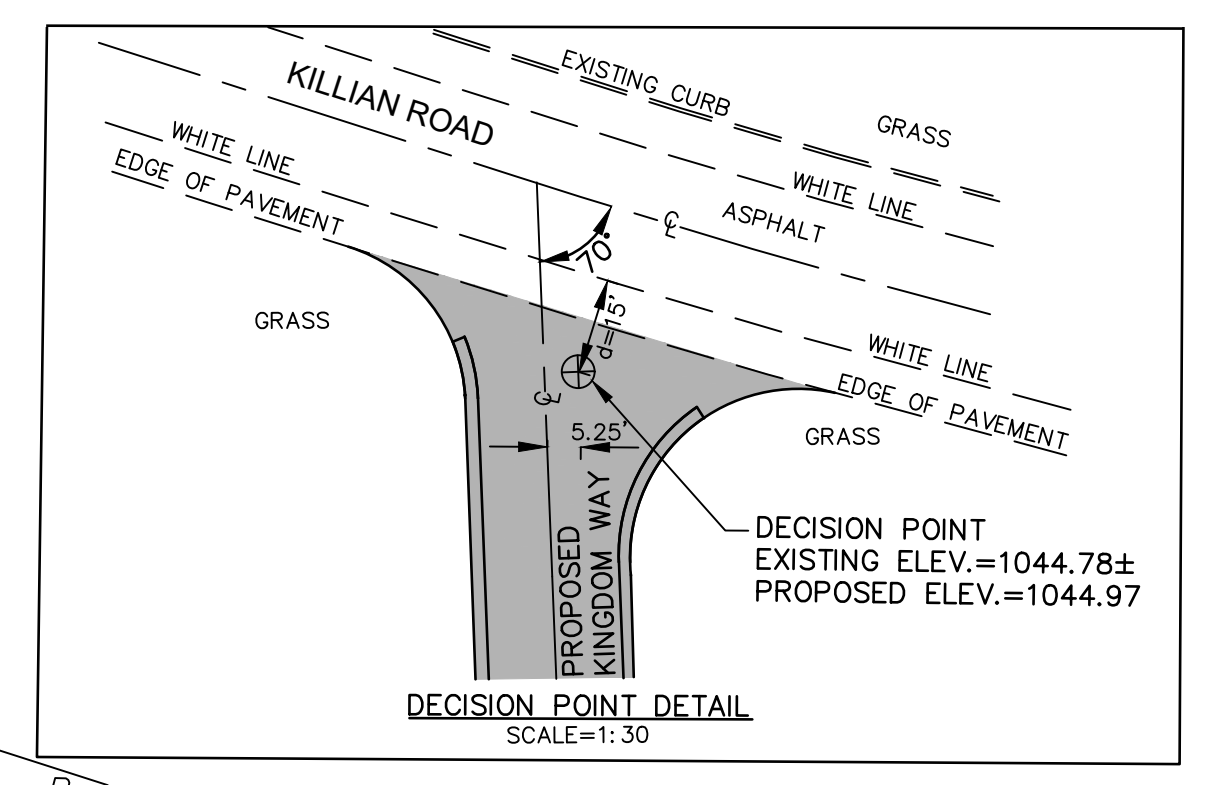 EXISTING CURB
GRASS
KILLIAN ROAD
WHITE LINE
EDGE OF PAVEMENT
WHITE LINE
℄
ASPHALT
70°
GRASS
d=15'
WHITE LINE
EDGE OF PAVEMENT
℄
5.25'
GRASS
PROPOSED
KINGDOM WAY
DECISION POINT
EXISTING ELEV.=1044.78±
PROPOSED ELEV.=1044.97
DECISION POINT DETAIL
SCALE=1:30